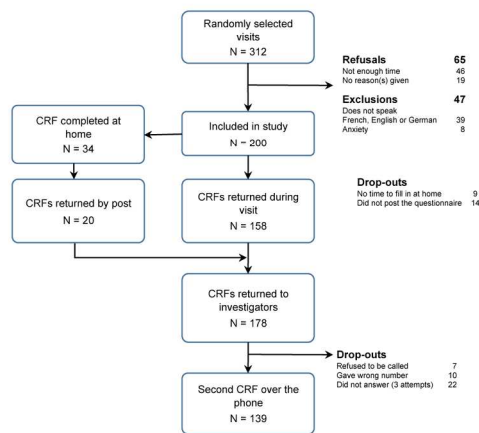 Randomly selected
visits
N = 312
Refusals 65
Not enough time 46
No reason(s) given 19
Exclusions 47
Does not speak
French, English or German 39
Anxiety 8
CRF completed at
home
N = 34
Included in study
N = 200
CRFs returned by post
N = 20
CRFs returned during
visit
N = 158
Drop-outs
No time to fill in at home 9
Did not post the questionnaire 14
CRFs returned to
investigators
N = 178
Drop-outs
Refused to be called 7
Gave wrong number 10
Did not answer (3 attempts) 22
Second CRF over the
phone
N = 139